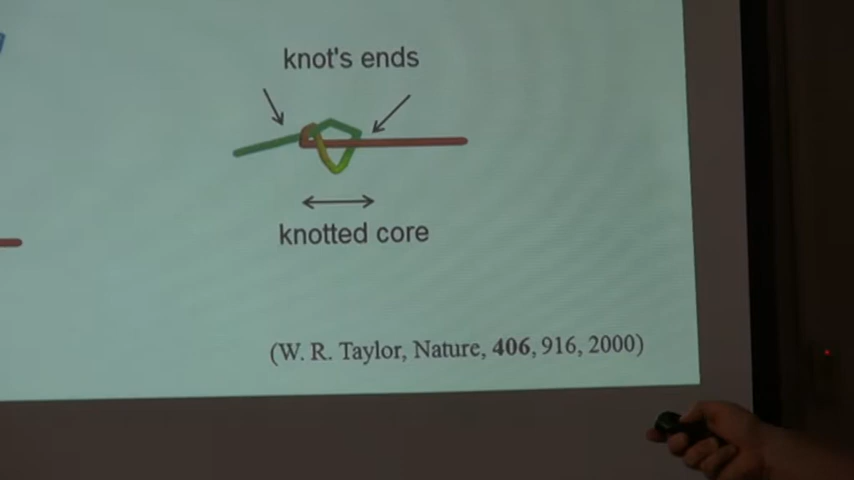 knot's ends
knotted core
(W. R. Taylor, Nature, 406, 916, 2000)